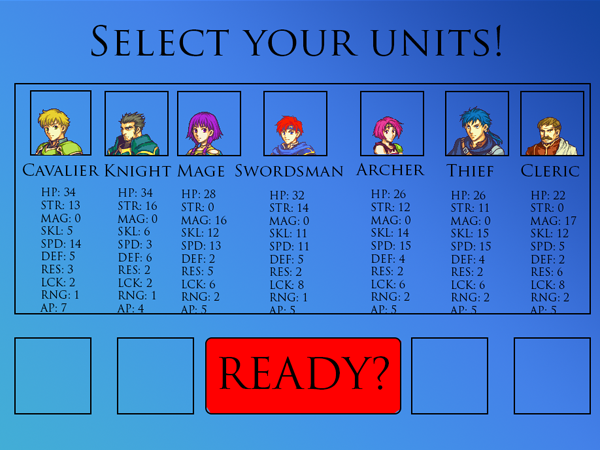 Select your units!
Cavalier Knight Mage Swordsman Archer Thief Cleric
HP: 34 HP: 34 HP: 28 HP: 32 HP: 26 HP: 26 HP: 22
STR: 13 STR: 16 STR: 0 STR: 14 STR: 12 STR: 11 STR: 0
MAG: 0 MAG: 0 MAG: 16 MAG: 0 MAG: 0 MAG: 0 MAG: 17
SKL: 5 SKL: 6 SKL: 12 SKL: 11 SKL: 14 SKL: 15 SKL: 12
SPD: 14 SPD: 3 SPD: 13 SPD: 11 SPD: 15 SPD: 15 SPD: 5
DEF: 5 DEF: 6 DEF: 2 DEF: 5 DEF: 4 DEF: 4 DEF: 2
RES: 3 RES: 2 RES: 5 RES: 2 RES: 2 RES: 2 RES: 6
LCK: 2 LCK: 2 LCK: 6 LCK: 8 LCK: 6 LCK: 6 LCK: 8
RNG: 1 RNG: 1 RNG: 2 RNG: 1 RNG: 2 RNG: 2 RNG: 2
AP: 7 AP: 4 AP: 5 AP: 5 AP: 5 AP: 5 AP: 5
READY?